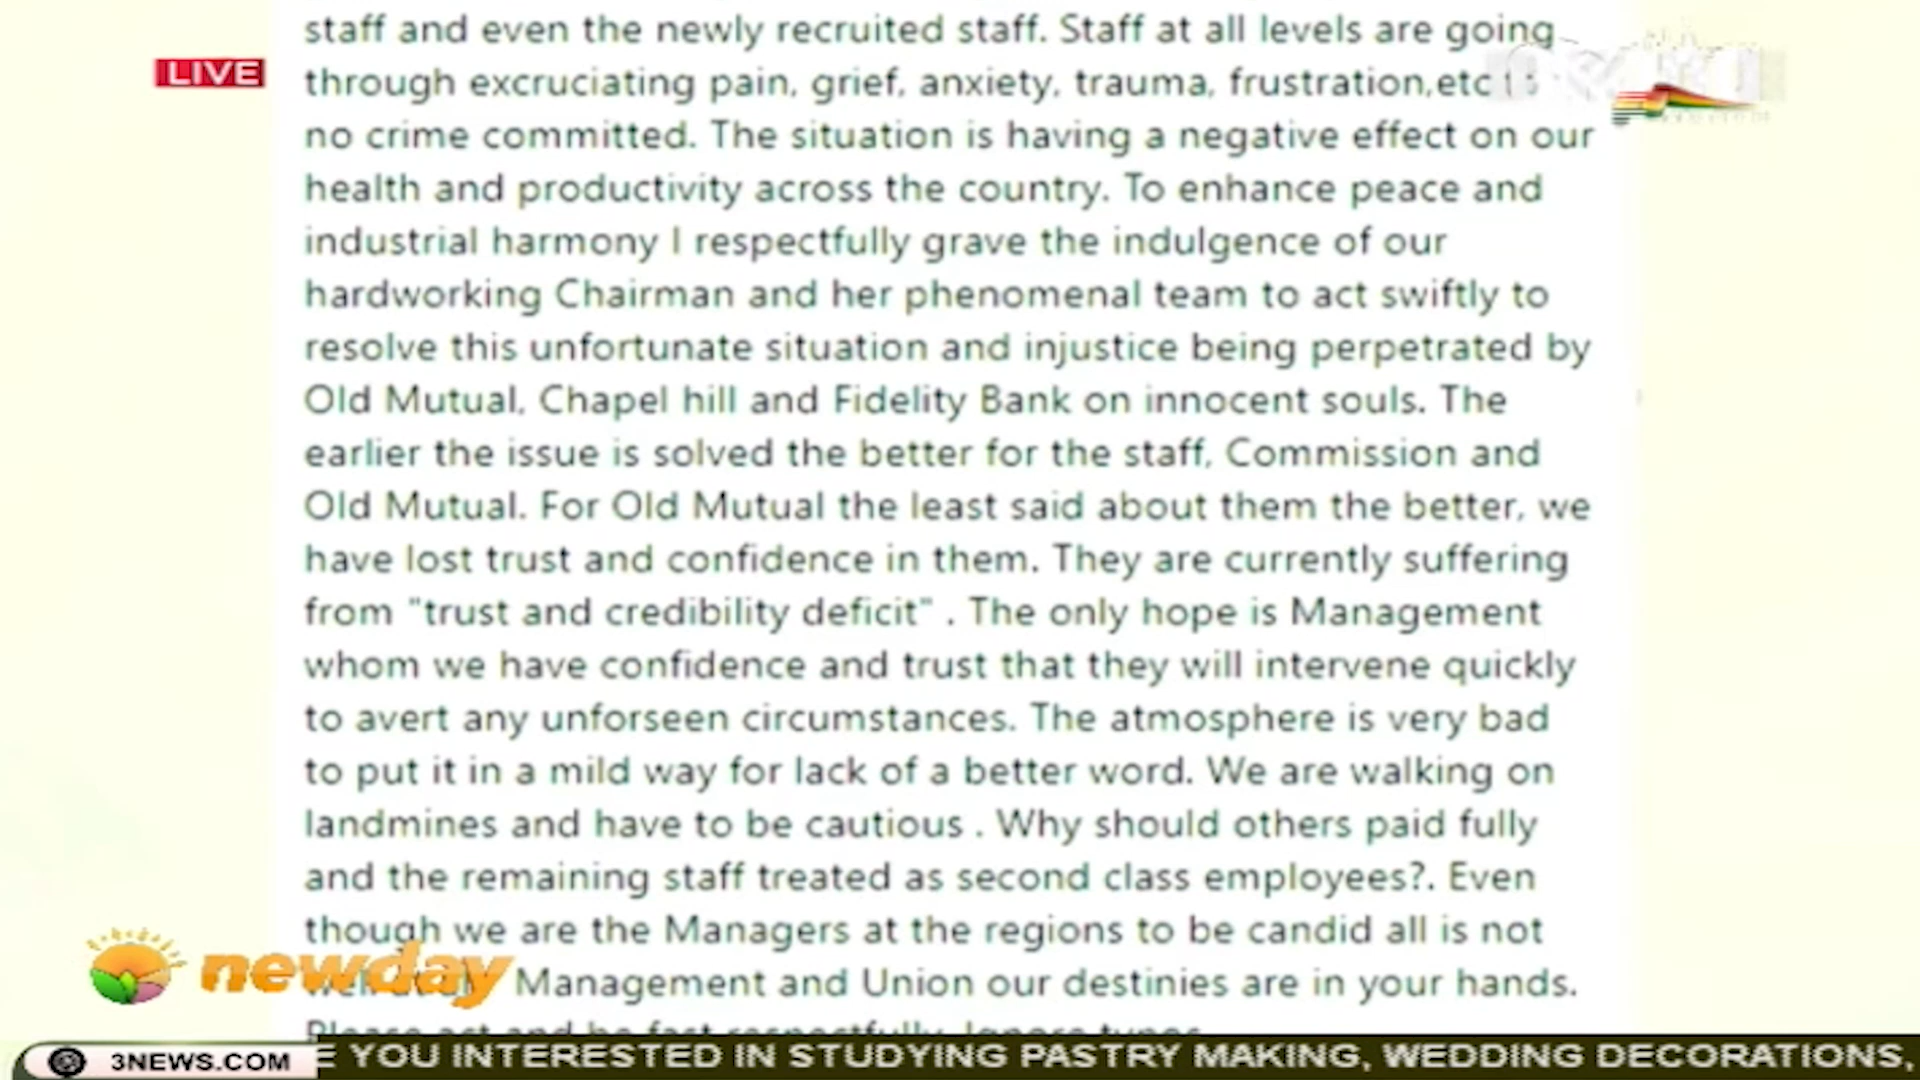 staff and even the newly recruited staff. Staff at all levels are going
LIVE
through excruciating pain, grief, anxiety, trauma, frustration,etc
no crime committed. The situation is having a negative effect on our
health and productivity across the country. To enhance peace and
industrial harmony I respectfully grave the indulgence of our
hardworking Chairman and her phenomenal team to act swiftly to
resolve this unfortunate situation and injustice being perpetrated by
Old Mutual, Chapel hill and Fidelity Bank on innocent souls. The
earlier the issue is solved the better for the staff, Commission and
Old Mutual. For Old Mutual the least said about them the better, we
have lost trust and confidence in them. They are currently suffering
from "trust and credibility deficit" . The only hope is Management
whom we have confidence and trust that they will intervene quickly
to avert any unforseen circumstances. The atmosphere is very bad
to put it in a mild way for lack of a better word. We are walking on
landmines and have to be cautious . Why should others paid fully
and the remaining staff treated as second class employees?. Even
though we are the Managers at the regions to be candid all is not
newday
Management and Union our destinies are in your hands.
Please act and be fast respectfully. Ignore typos
3NEWS.COM
E YOU INTERESTED IN STUDYING PASTRY MAKING, WEDDING DECORATIONS,